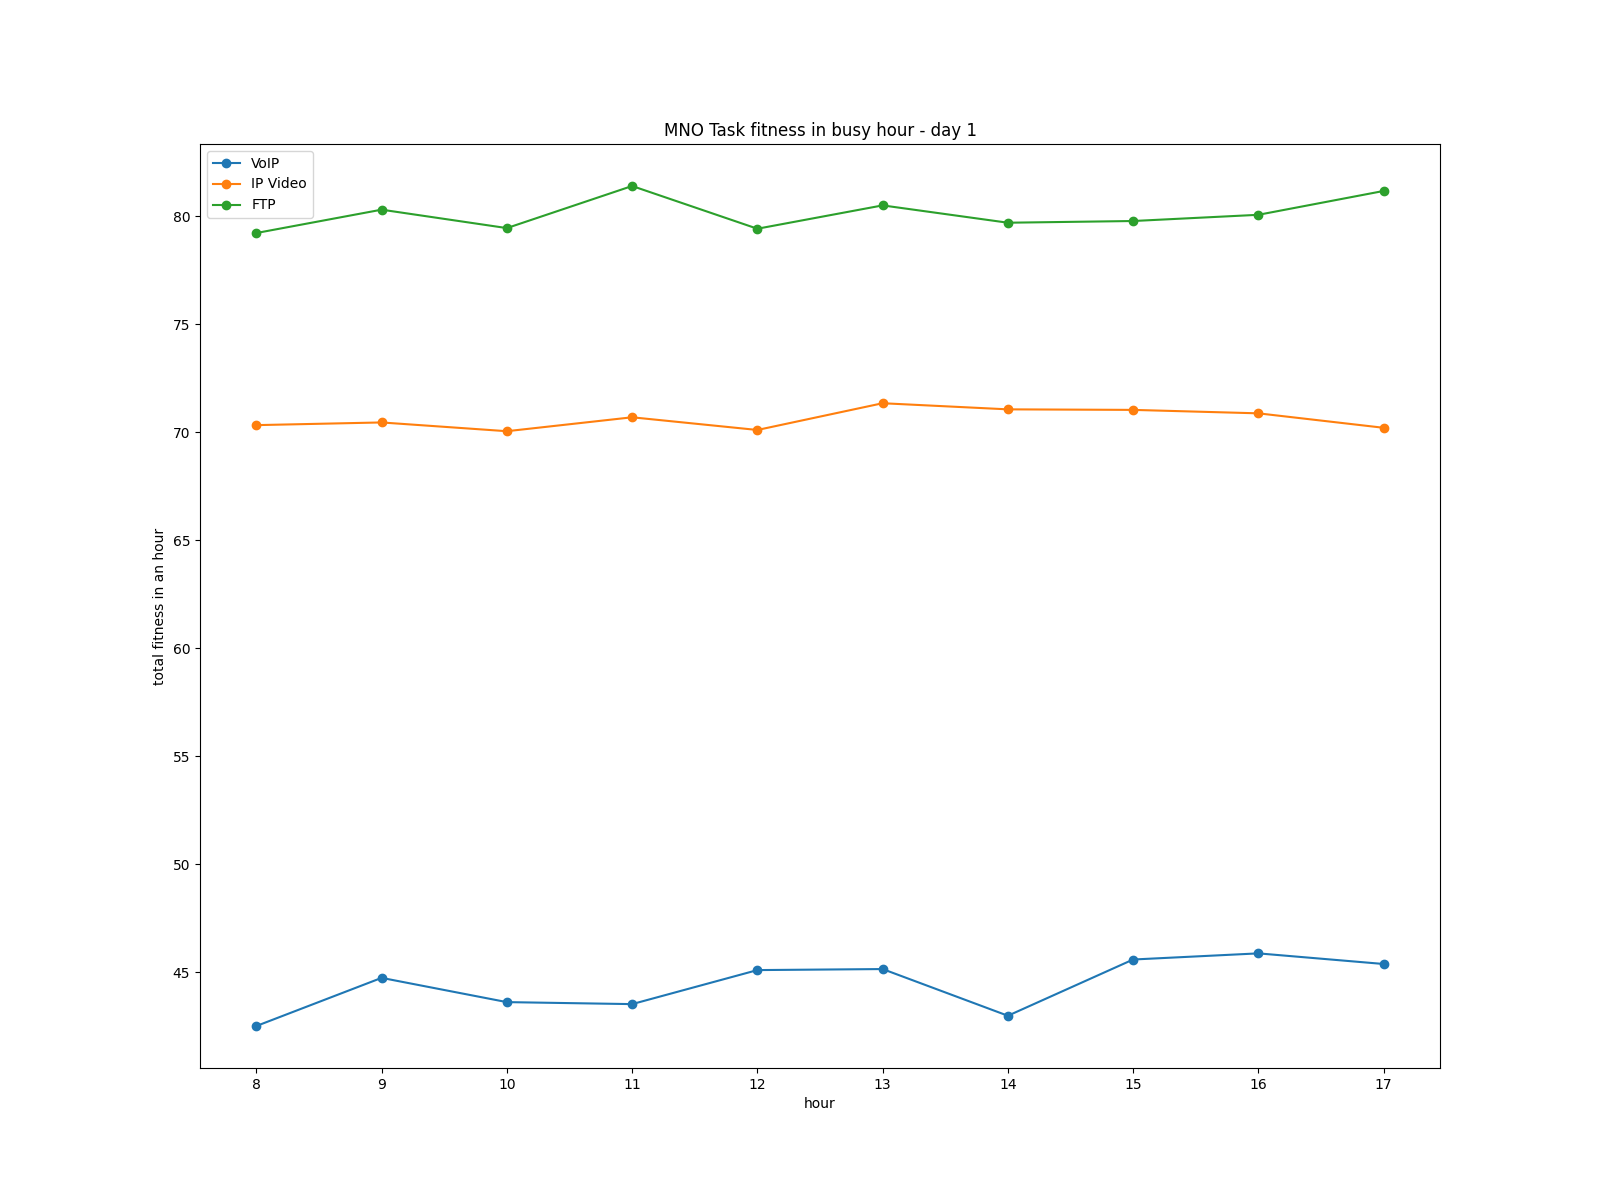 MNO Task fitness in busy hour - day 1
VoIP
IP Video
FTP
80
75
70
65
60
55
50
45
total fitness in an hour
8 9 10 11 12 13 14 15 16 17
hour